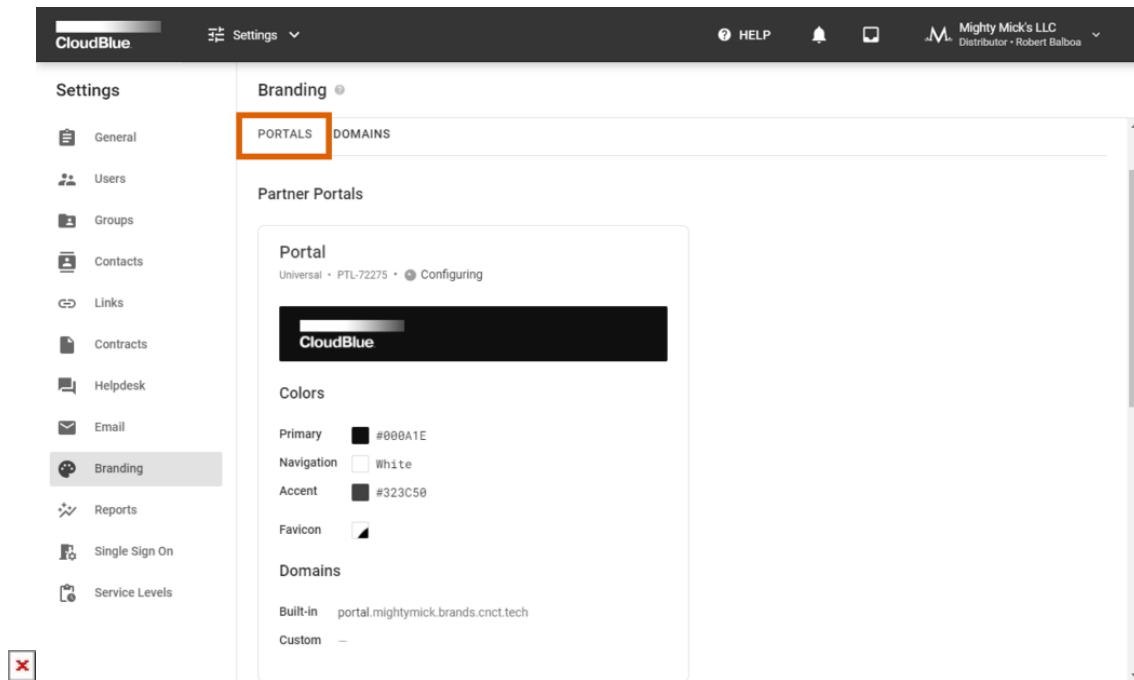 CloudBlue
Settings
HELP
Mighty Mick's LLC
Distributor • Robert Balboa
Settings
General
Users
Groups
Contacts
Links
Contracts
Helpdesk
Email
Branding
Reports
Single Sign On
Service Levels
Branding
PORTALS DOMAINS
Partner Portals
Portal
Universal • PTL-72275 • Configuring
CloudBlue
Colors
Primary #000A1E
Navigation White
Accent #323C50
Favicon
Domains
Built-in portal.mightymick.brands.cnct.tech
Custom —